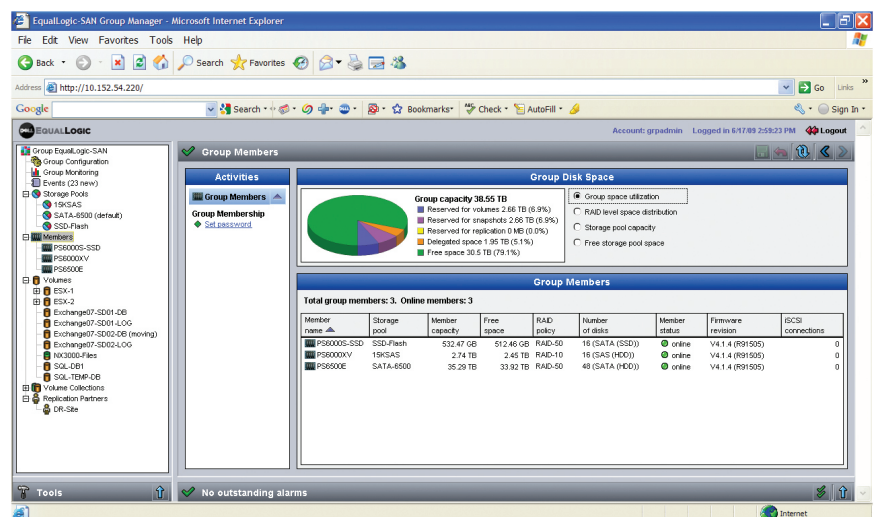 EqualLogic-SAN Group Manager - Microsoft Internet Explorer
File Edit View Favorites Tools Help
Back Search Favorites
Address http://10.152.54.220/ Go Links »
Google Search Bookmarks Check AutoFill Sign In
DELL EQUALLOGIC Account: grpadmin Logged in 6/17/09 2:59:23 PM Logout
Group EqualLogic-SAN
Group Configuration
Group Monitoring
Events (23 new)
Storage Pools
15KSAS
SATA-6500 (default)
SSD-Flash
Members
PS6000S-SSD
PS6000XV
PS6500E
Volumes
ESX-1
ESX-2
Exchange07-SD01-DB
Exchange07-SD01-LOG
Exchange07-SD02-DB (moving)
Exchange07-SD02-LOG
NX3000-Files
SQL-DB1
SQL-TEMP-DB
Volume Collections
Replication Partners
DR-Site
Tools
Group Members
Activities
Group Members
Group Membership
Set password
Group Disk Space
Group capacity 38.55 TB
Reserved for volumes 2.66 TB (6.9%)
Reserved for snapshots 2.66 TB (6.9%)
Reserved for replication 0 MB (0.0%)
Delegated space 1.95 TB (5.1%)
Free space 30.5 TB (79.1%)
Group space utilization
RAID level space distribution
Storage pool capacity
Free storage pool space
Group Members
Total group members: 3. Online members: 3
Member name Storage pool Member capacity Free space RAID policy Number of disks Member status Firmware revision iSCSI connections
PS6000S-SSD SSD-Flash 532.47 GB 512.46 GB RAID-50 16 (SATA (SSD)) online V4.1.4 (R91505) 0
PS6000XV 15KSAS 2.74 TB 2.45 TB RAID-10 16 (SAS (HDD)) online V4.1.4 (R91505) 0
PS6500E SATA-6500 35.29 TB 33.92 TB RAID-50 48 (SATA (HDD)) online V4.1.4 (R91505) 0
No outstanding alarms
Internet